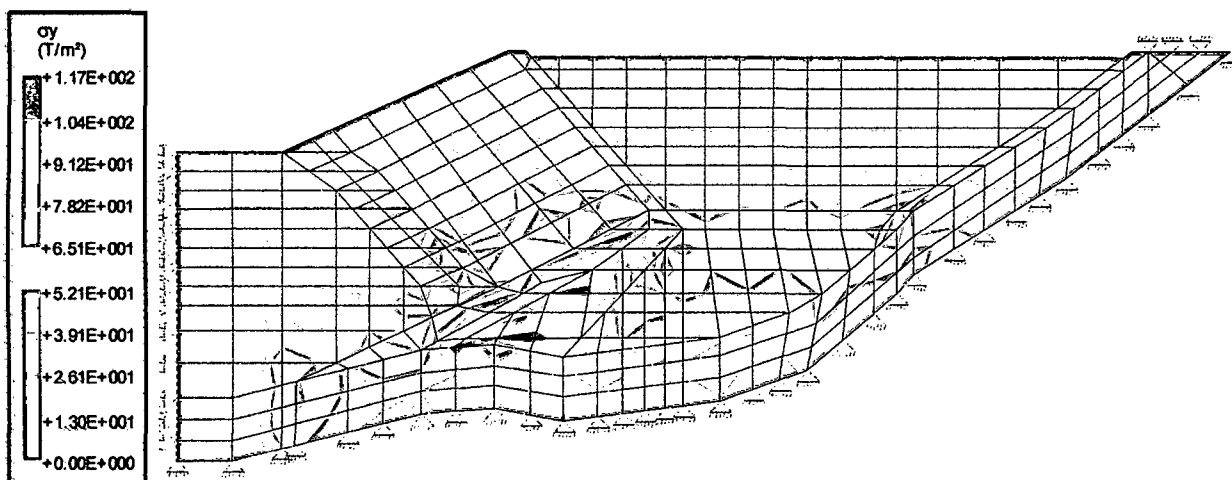 σy
(T/m²)
+1.17E+002
+1.04E+002
+9.12E+001
+7.82E+001
+6.51E+001
+5.21E+001
+3.91E+001
+2.61E+001
+1.30E+001
+0.00E+000